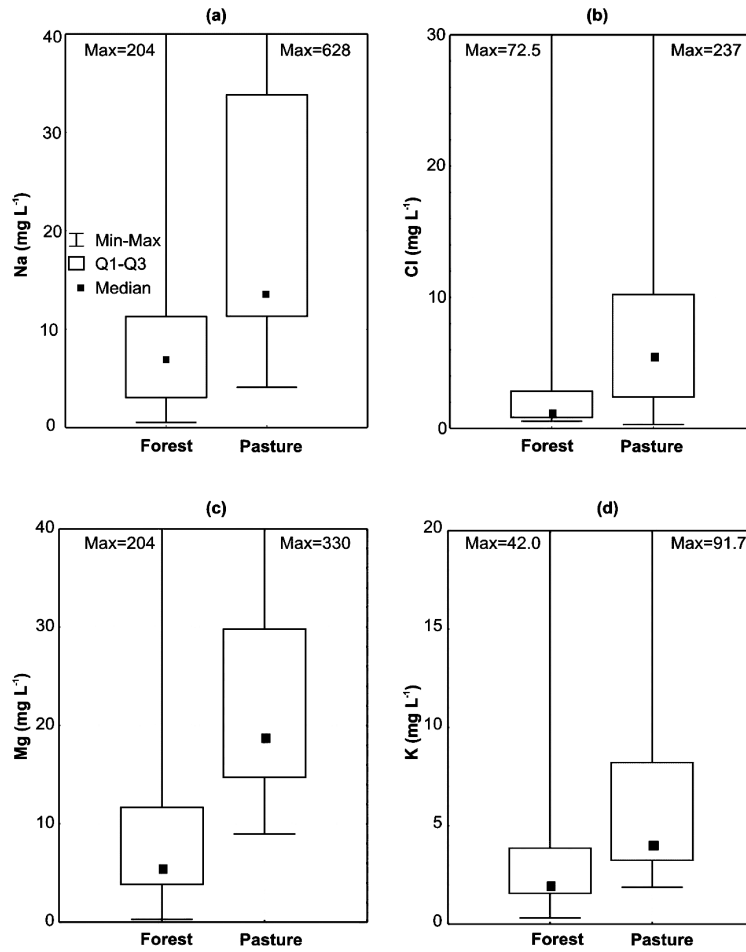 (a)
40
30
20
10
0
Na (mg L⁻¹)
Max=204
Max=628
Min-Max
Q1-Q3
Median
Forest
Pasture
(b)
30
20
10
0
Cl (mg L⁻¹)
Max=72.5
Max=237
Forest
Pasture
(c)
40
30
20
10
0
Mg (mg L⁻¹)
Max=204
Max=330
Forest
Pasture
(d)
20
15
10
5
0
K (mg L⁻¹)
Max=42.0
Max=91.7
Forest
Pasture